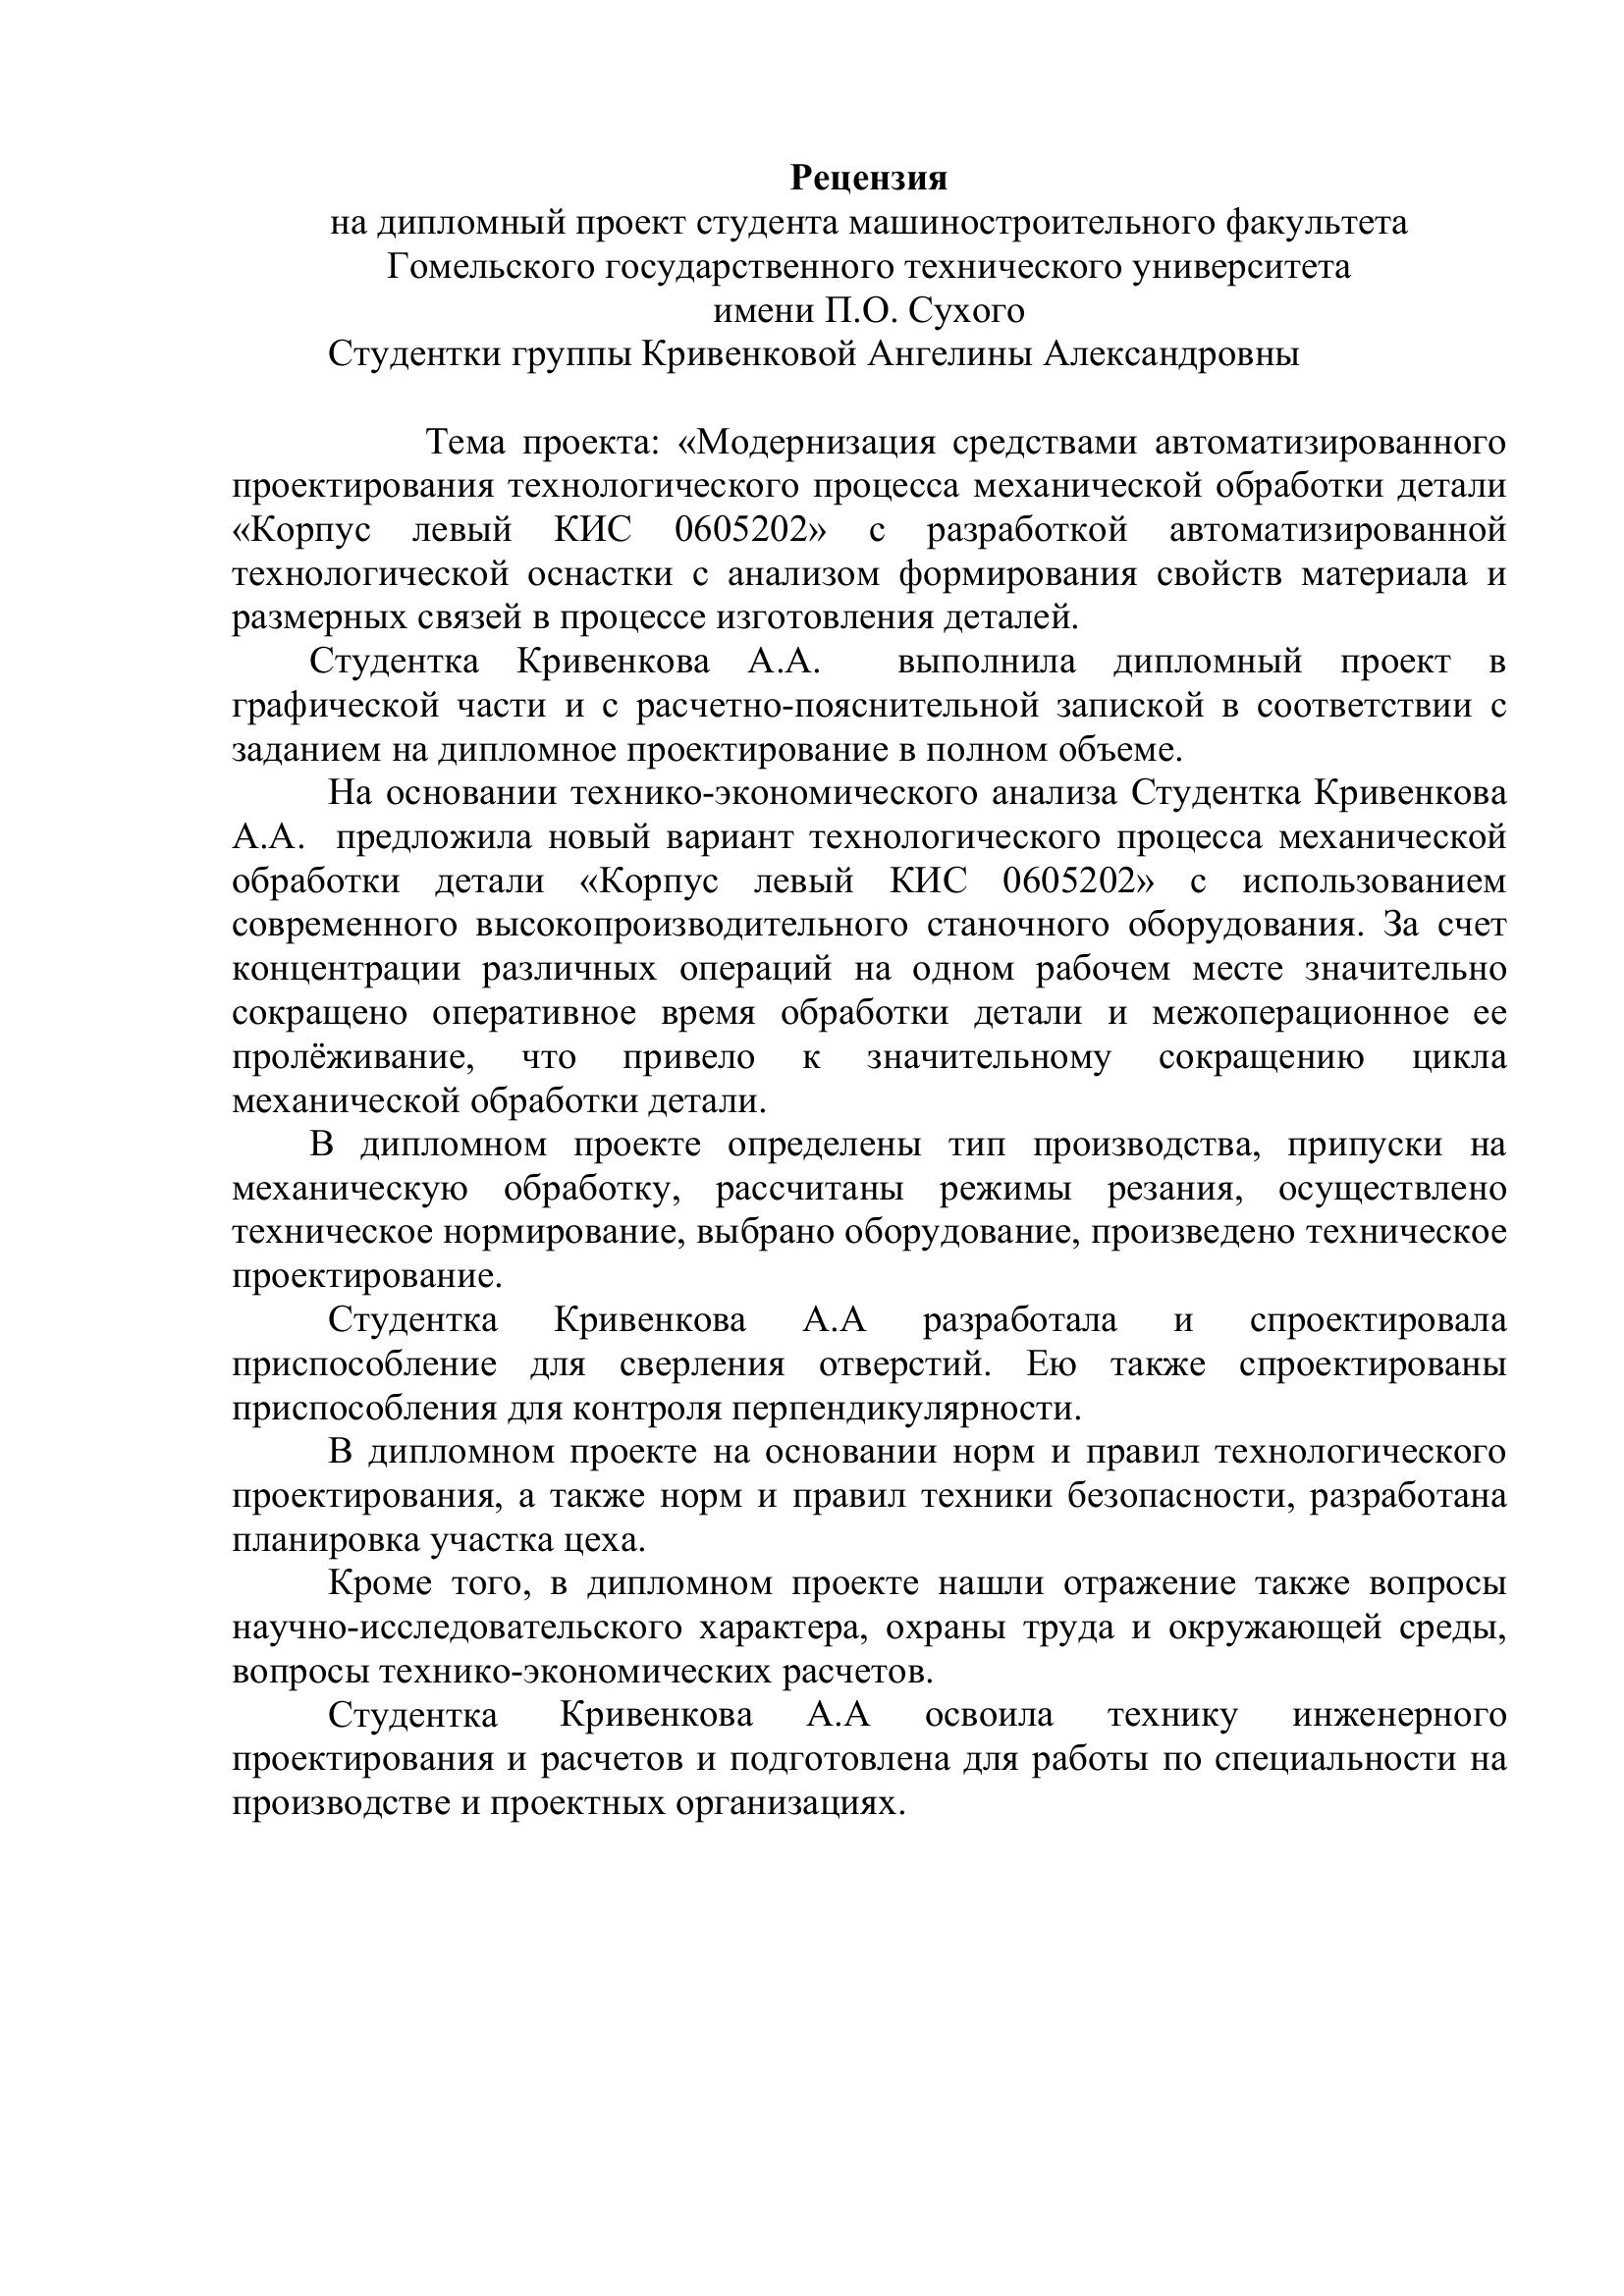 Рецензия
на дипломный проект студента машиностроительного факультета
Гомельского государственного технического университета
имени П.О. Сухого
Студентки группы Кривенковой Ангелины Александровны
Тема проекта: «Модернизация средствами автоматизированного
проектирования технологического процесса механической обработки детали
«Корпус левый КИС 0605202» с разработкой автоматизированной
технологической оснастки с анализом формирования свойств материала и
размерных связей в процессе изготовления деталей.
Студентка Кривенкова А.А. выполнила дипломный проект в
графической части и с расчетно-пояснительной запиской в соответствии с
заданием на дипломное проектирование в полном объеме.
На основании технико-экономического анализа Студентка Кривенкова
А.А. предложила новый вариант технологического процесса механической
обработки детали «Корпус левый КИС 0605202» с использованием
современного высокопроизводительного станочного оборудования. За счет
концентрации различных операций на одном рабочем месте значительно
сокращено оперативное время обработки детали и межоперационное ее
пролёживание, что привело к значительному сокращению цикла
механической обработки детали.
В дипломном проекте определены тип производства, припуски на
механическую обработку, рассчитаны режимы резания, осуществлено
техническое нормирование, выбрано оборудование, произведено техническое
проектирование.
Студентка Кривенкова А.А разработала и спроектировала
приспособление для сверления отверстий. Ею также спроектированы
приспособления для контроля перпендикулярности.
В дипломном проекте на основании норм и правил технологического
проектирования, а также норм и правил техники безопасности, разработана
планировка участка цеха.
Кроме того, в дипломном проекте нашли отражение также вопросы
научно-исследовательского характера, охраны труда и окружающей среды,
вопросы технико-экономических расчетов.
Студентка Кривенкова А.А освоила технику инженерного
проектирования и расчетов и подготовлена для работы по специальности на
производстве и проектных организациях.